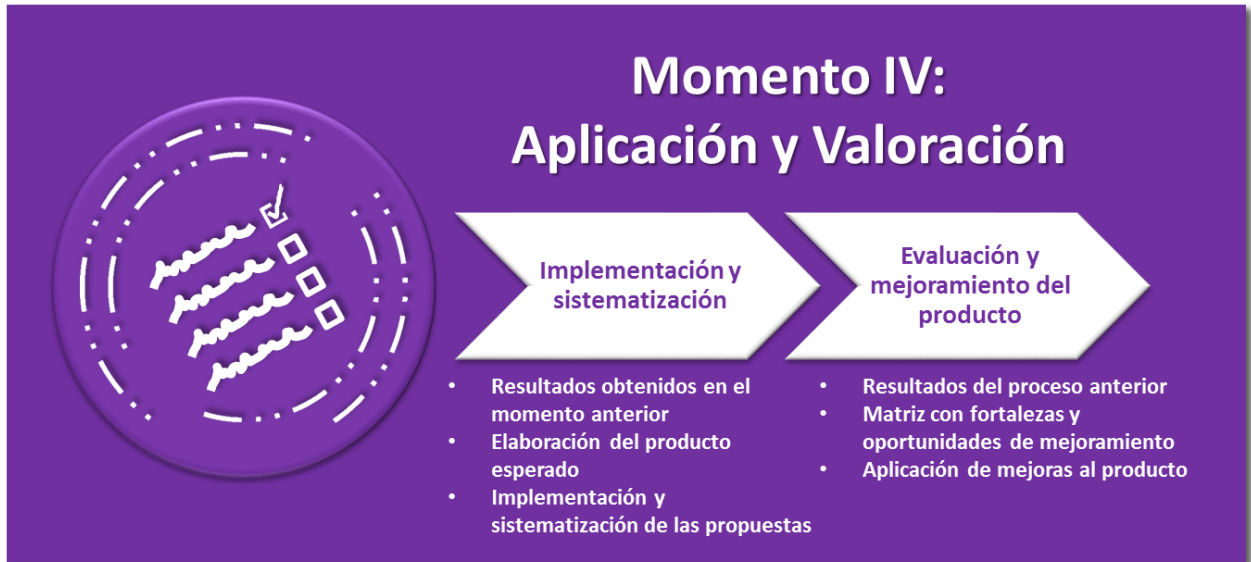 Momento IV:
Aplicación y Valoración
Implementación y
sistematización
• Resultados obtenidos en el
momento anterior
• Elaboración del producto
esperado
• Implementación y
sistematización de las propuestas
Evaluación y
mejoramiento del
producto
• Resultados del proceso anterior
• Matriz con fortalezas y
oportunidades de mejoramiento
• Aplicación de mejoras al producto